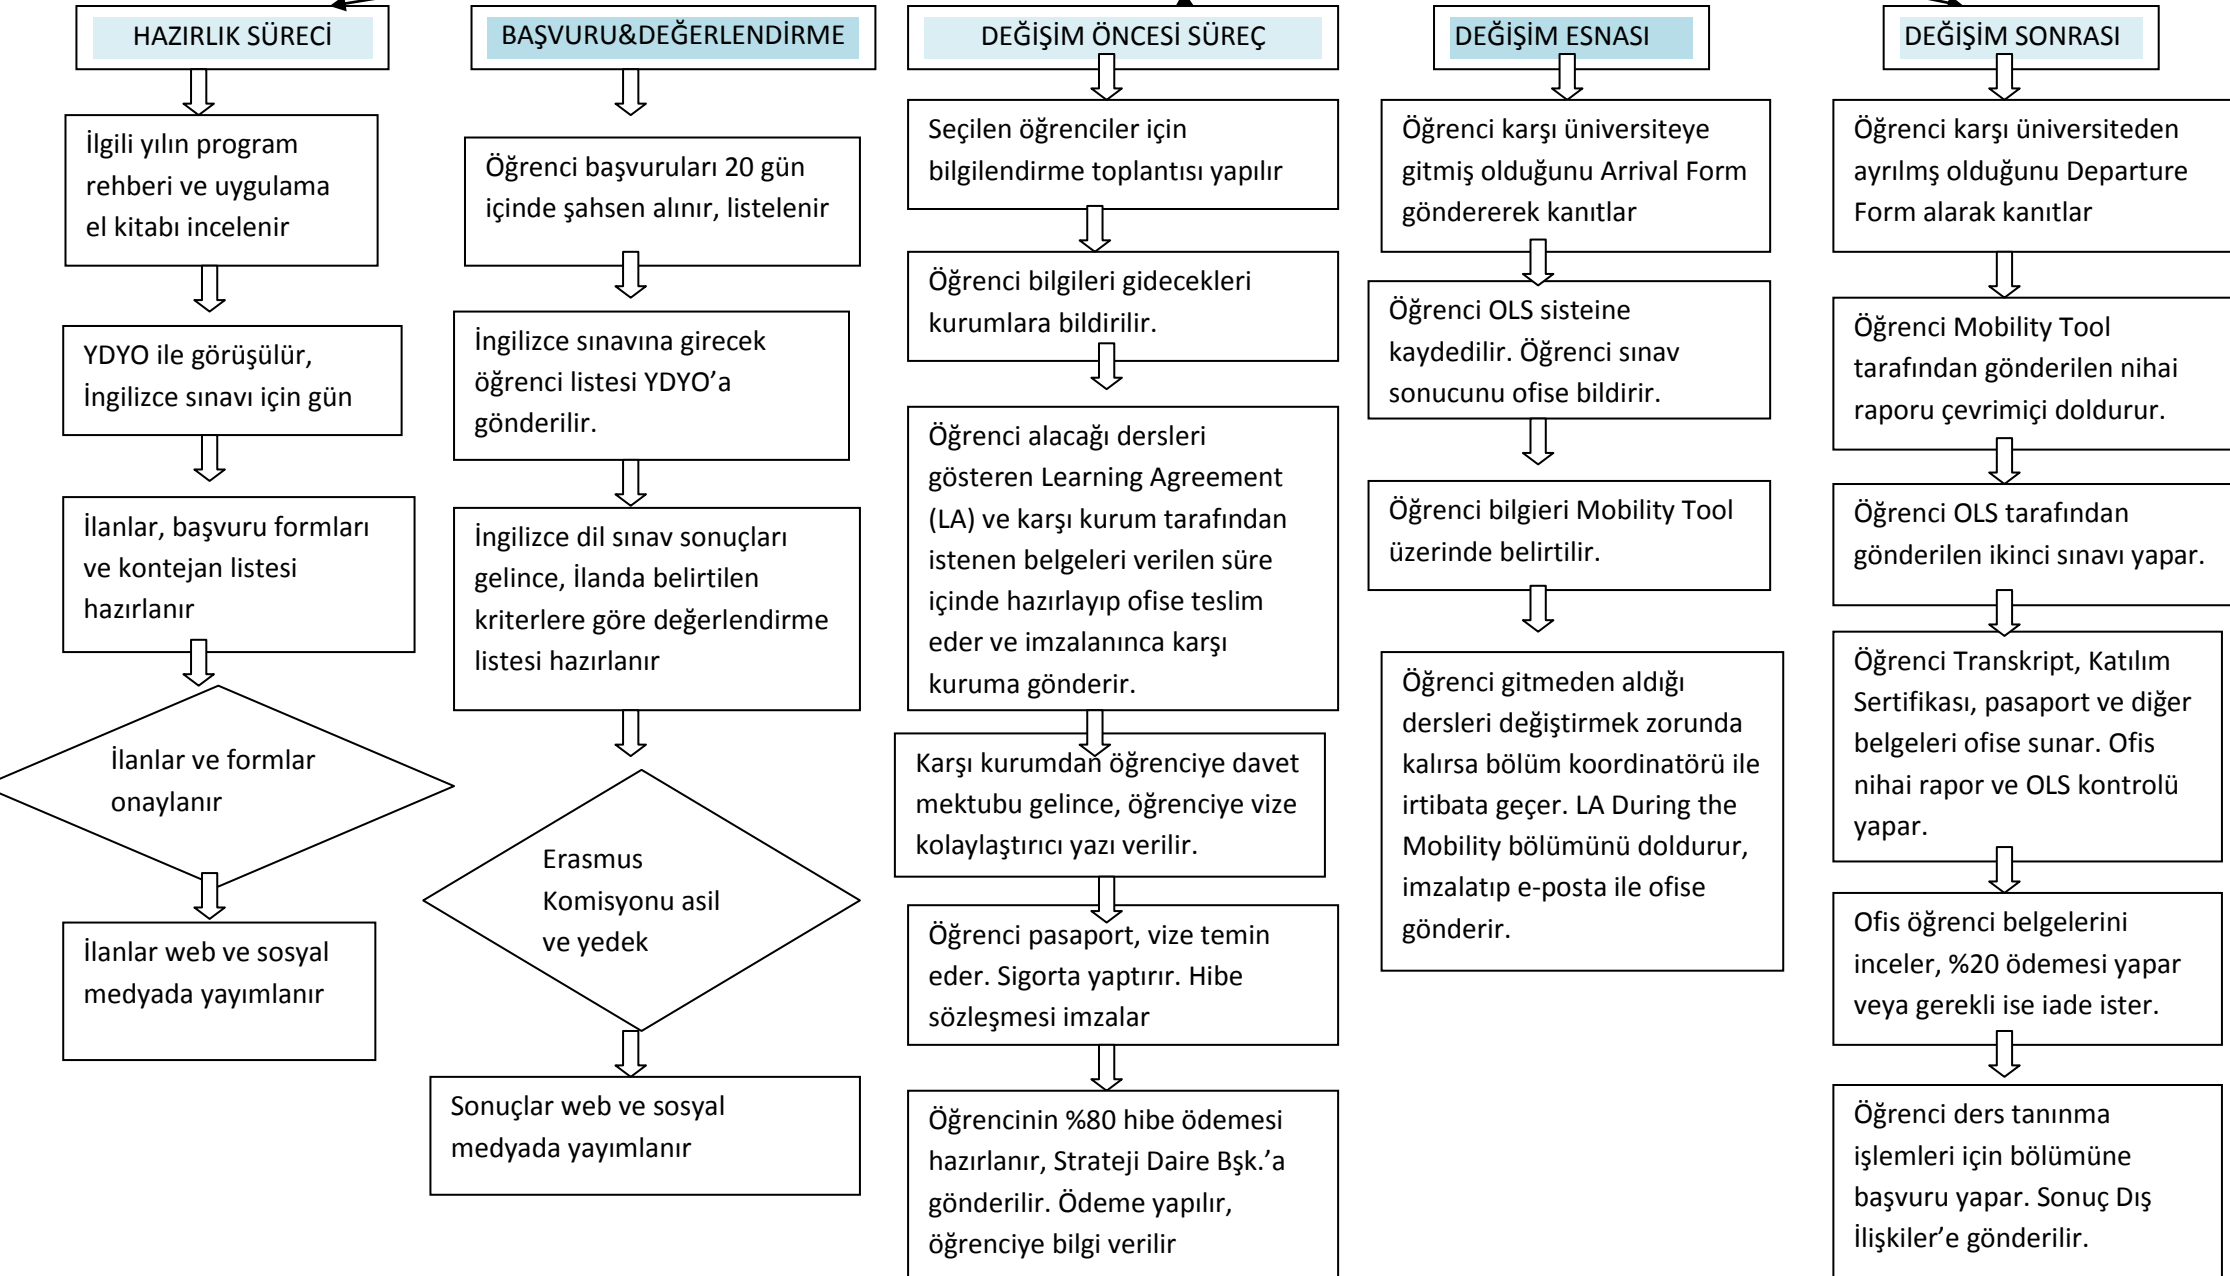 HAZIRLIK SÜRECİ
İlgili yılın program
rehberi ve uygulama
el kitabı incelenir
YDYO ile görüşülür,
İngilizce sınavı için gün
İlanlar, başvuru formları
ve kontejan listesi
hazırlanır
İlanlar ve formlar
onaylanır
İlanlar web ve sosyal
medyada yayımlanır
BAŞVURU&DEĞERLENDİRME
Öğrenci başvuruları 20 gün
içinde şahsen alınır, listelenir
İngilizce sınavına girecek
öğrenci listesi YDYO’a
gönderilir.
İngilizce dil sınav sonuçları
gelince, İlanda belirtilen
kriterlere göre değerlendirme
listesi hazırlanır
Erasmus
Komisyonu asil
ve yedek
Sonuçlar web ve sosyal
medyada yayımlanır
DEĞİŞİM ÖNCESİ SÜREÇ
Seçilen öğrenciler için
bilgilendirme toplantısı yapılır
Öğrenci bilgileri gidecekleri
kurumlara bildirilir.
Öğrenci alacağı dersleri
gösteren Learning Agreement
(LA) ve karşı kurum tarafından
istenen belgeleri verilen süre
içinde hazırlayıp ofise teslim
eder ve imzalanınca karşı
kuruma gönderir.
Karşı kurumdan öğrenciye davet
mektubu gelince, öğrenciye vize
kolaylaştırıcı yazı verilir.
Öğrenci pasaport, vize temin
eder. Sigorta yaptırır. Hibe
sözleşmesi imzalar
Öğrencinin %80 hibe ödemesi
hazırlanır, Strateji Daire Bşk.’a
gönderilir. Ödeme yapılır,
öğrenciye bilgi verilir
DEĞİŞİM ESNASI
Öğrenci karşı üniversiteye
gitmiş olduğunu Arrival Form
göndererek kanıtlar
Öğrenci OLS sisteine
kaydedilir. Öğrenci sınav
sonucunu ofise bildirir.
Öğrenci bilgieri Mobility Tool
üzerinde belirtilir.
Öğrenci gitmeden aldığı
dersleri değiştirmek zorunda
kalırsa bölüm koordinatörü ile
irtibata geçer. LA During the
Mobility bölümünü doldurur,
imzalatıp e-posta ile ofise
gönderir.
DEĞİŞİM SONRASI
Öğrenci karşı üniversiteden
ayrılmş olduğunu Departure
Form alarak kanıtlar
Öğrenci Mobility Tool
tarafından gönderilen nihai
raporu çevrimiçi doldurur.
Öğrenci OLS tarafından
gönderilen ikinci sınavı yapar.
Öğrenci Transkript, Katılım
Sertifikası, pasaport ve diğer
belgeleri ofise sunar. Ofis
nihai rapor ve OLS kontrolü
yapar.
Ofis öğrenci belgelerini
inceler, %20 ödemesi yapar
veya gerekli ise iade ister.
Öğrenci ders tanınma
işlemleri için bölümüne
başvuru yapar. Sonuç Dış
İlişkiler’e gönderilir.